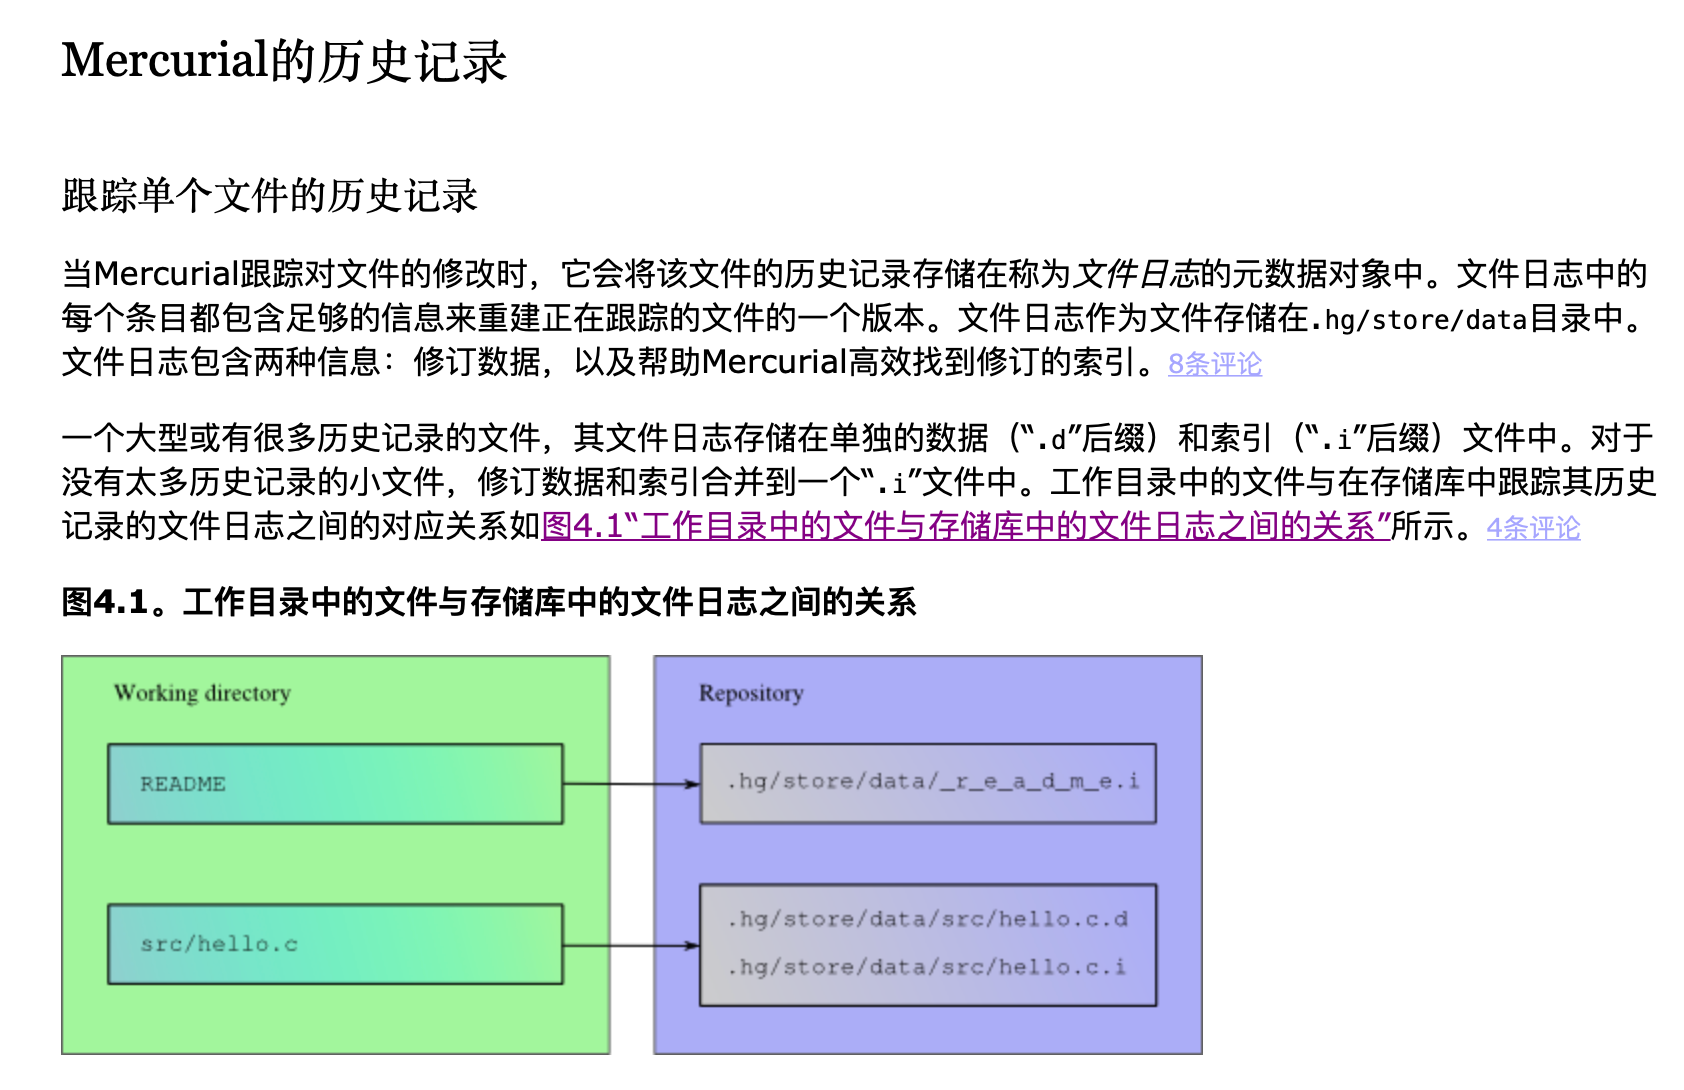 Mercurial的历史记录
跟踪单个文件的历史记录
当Mercurial跟踪对文件的修改时，它会将该文件的历史记录存储在称为文件日志的元数据对象中。文件日志中的
每个条目都包含足够的信息来重建正在跟踪的文件的一个版本。文件日志作为文件存储在.hg/store/data目录中。
文件日志包含两种信息：修订数据，以及帮助Mercurial高效找到修订的索引。8条评论
一个大型或有很多历史记录的文件，其文件日志存储在单独的数据（“.d”后缀）和索引（“.i”后缀）文件中。对于
没有太多历史记录的小文件，修订数据和索引合并到一个“.i”文件中。工作目录中的文件与在存储库中跟踪其历史
记录的文件日志之间的对应关系如图4.1“工作目录中的文件与存储库中的文件日志之间的关系”所示。4条评论
图4.1。工作目录中的文件与存储库中的文件日志之间的关系
Working directory
README
src/hello.c
Repository
.hg/store/data/_r_e_a_d_m_e.i
.hg/store/data/src/hello.c.d
.hg/store/data/src/hello.c.i